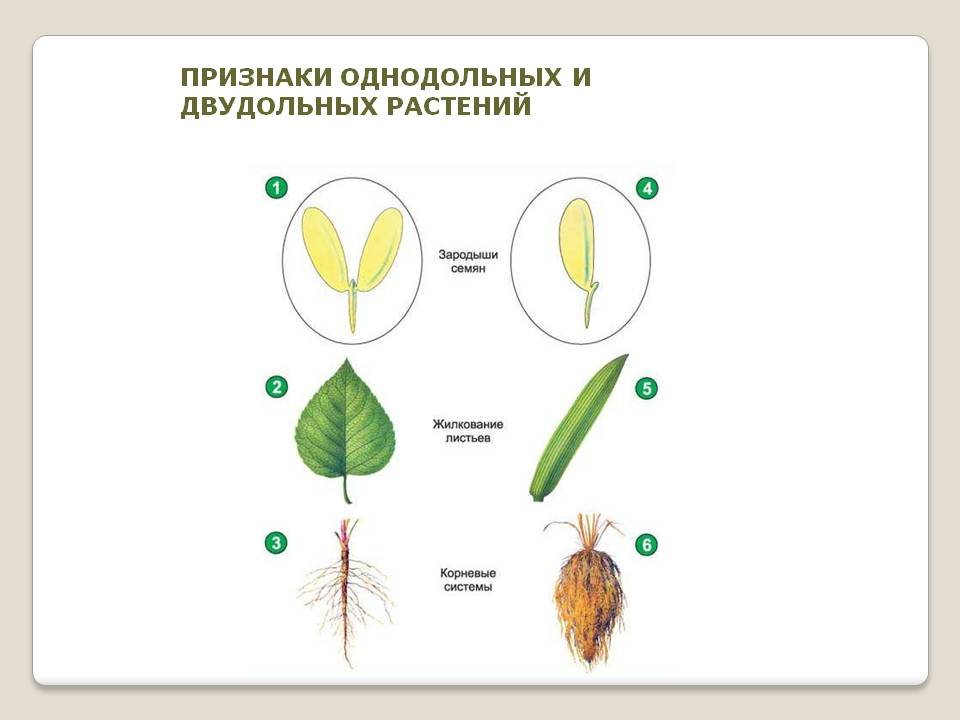 ПРИЗНАКИ ОДНОДОЛЬНЫХ И
ДВУДОЛЬНЫХ РАСТЕНИЙ
1
4
Зародыши
семян
2
5
Жилкование
листьев
3
6
Корневые
системы